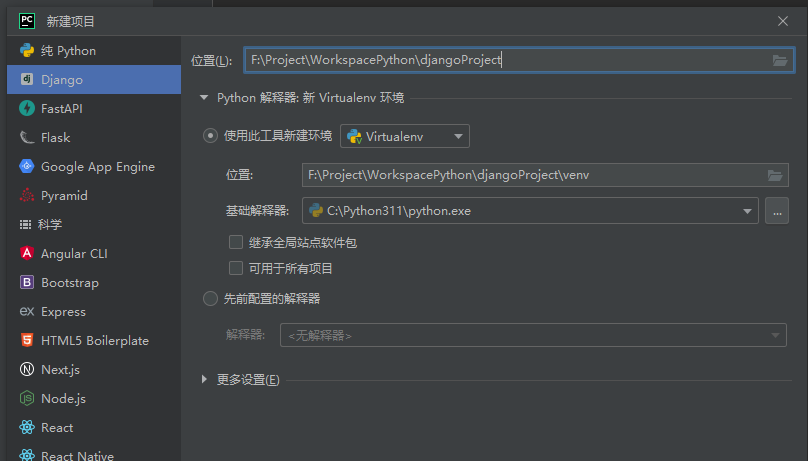 PC 新建项目
纯 Python
dj Django
FastAPI
Flask
Google App Engine
Pyramid
科学
Angular CLI
Bootstrap
ex Express
HTML5 Boilerplate
Next.js
Node.js
React
React Native
位置(L): F:\Project\WorkspacePython\djangoProject
Python 解释器: 新 Virtualenv 环境
使用此工具新建环境 Virtualenv
位置: F:\Project\WorkspacePython\djangoProject\venv
基础解释器: C:\Python311\python.exe ...
继承全局站点软件包
可用于所有项目
先前配置的解释器
解释器: <无解释器>
更多设置(E)